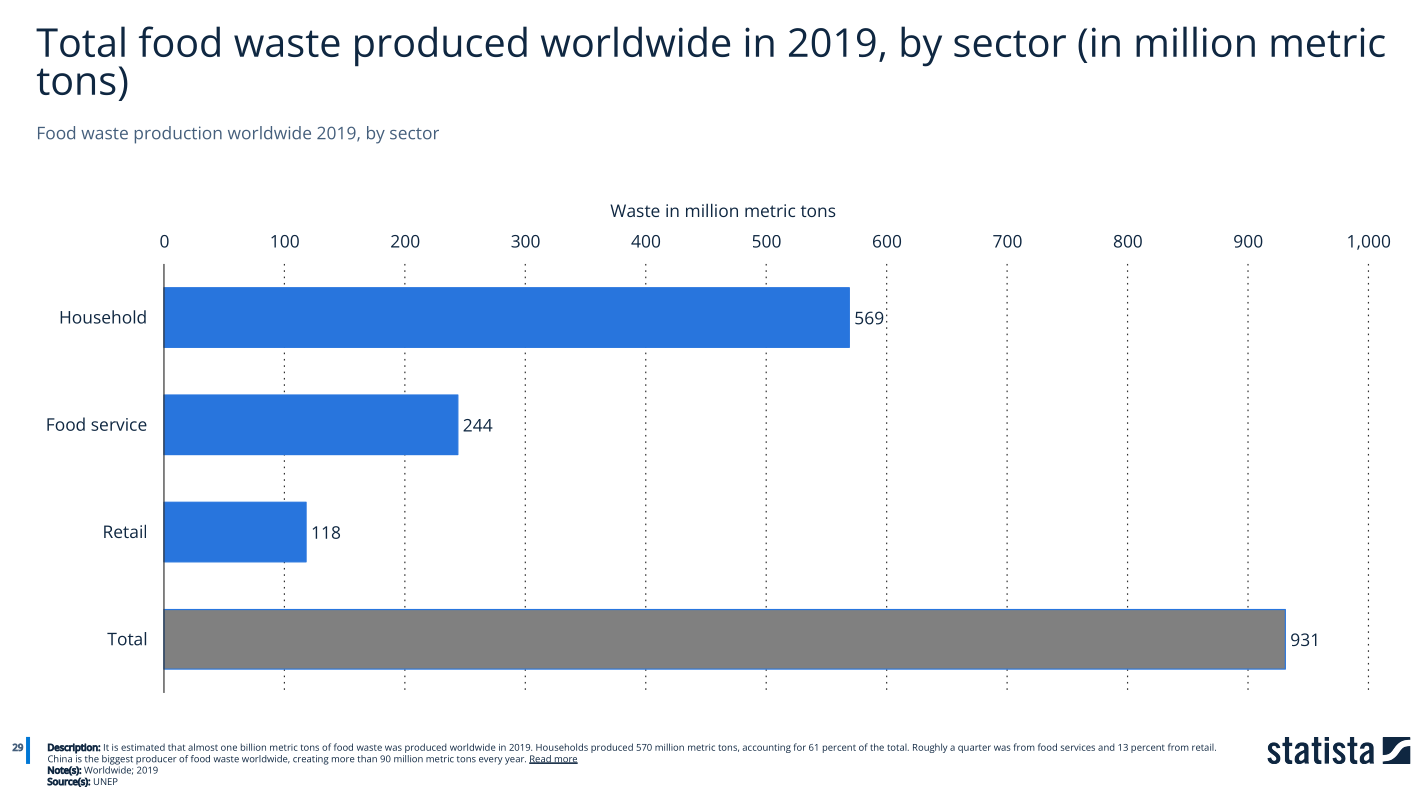 Total food waste produced worldwide in 2019, by sector (in million metric
tons)
Food waste production worldwide 2019, by sector
Waste in million metric tons
0 100 200 300 400 500 600 700 800 900 1,000
Household 569
Food service 244
Retail 118
Total 931
29 Description: It is estimated that almost one billion metric tons of food waste was produced worldwide in 2019. Households produced 570 million metric tons, accounting for 61 percent of the total. Roughly a quarter was from food services and 13 percent from retail.
China is the biggest producer of food waste worldwide, creating more than 90 million metric tons every year. Read more
Note(s): Worldwide; 2019
Source(s): UNEP
statista